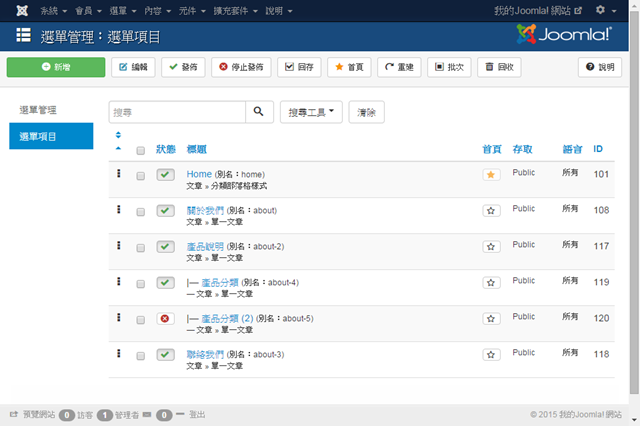 系統 會員 選單 內容 元件 擴充套件 說明 我的Joomla! 網站
選單管理：選單項目 Joomla!
新增 編輯 發佈 停止發佈 回存 首頁 重建 批次 回收 說明
選單管理
選單項目
搜尋 搜尋工具 清除
狀態 標題 首頁 存取 語言 ID
Home (別名：home) Public 所有 101
文章 » 分類部落格樣式
關於我們 (別名：about) Public 所有 108
文章 » 單一文章
產品說明 (別名：about-2) Public 所有 117
文章 » 單一文章
|— 產品分類 (別名：about-4) Public 所有 119
— 文章 » 單一文章
|— 產品分類 (2) (別名：about-5) Public 所有 120
— 文章 » 單一文章
聯絡我們 (別名：about-3) Public 所有 118
文章 » 單一文章
預覽網站 0 訪客 1 管理者 0 登出 © 2015 我的Joomla! 網站